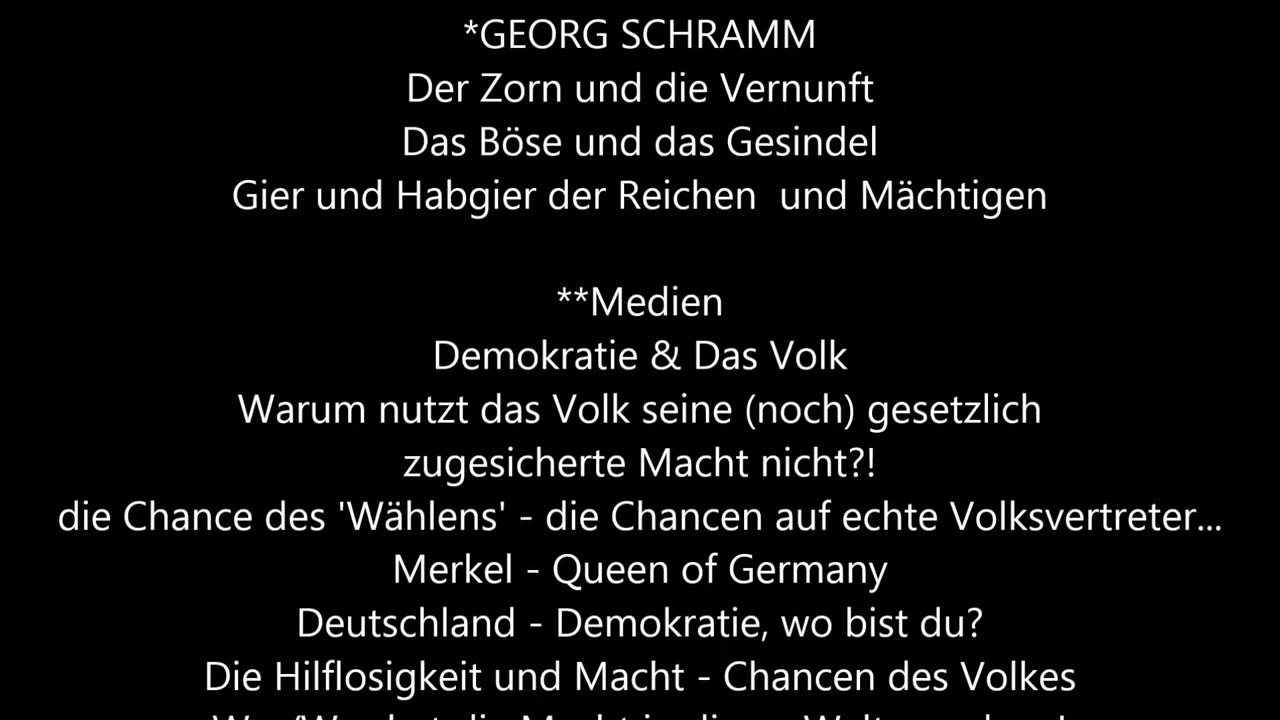 *GEORG SCHRAMM
Der Zorn und die Vernunft
Das Böse und das Gesindel
Gier und Habgier der Reichen  und Mächtigen
**Medien
Demokratie & Das Volk
Warum nutzt das Volk seine (noch) gesetzlich
zugesicherte Macht nicht?!
die Chance des 'Wählens' - die Chancen auf echte Volksvertreter...
Merkel - Queen of Germany
Deutschland - Demokratie, wo bist du?
Die Hilflosigkeit und Macht - Chancen des Volkes